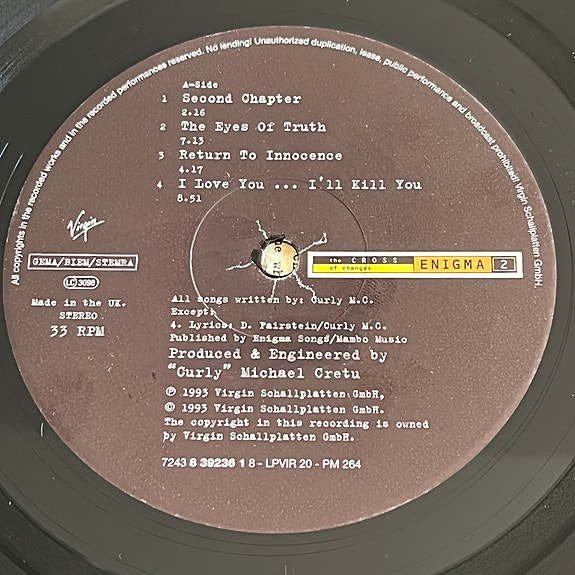 All copyrights in the recorded works and in the recorded performances reserved. No lending! Unauthorized duplication, lease, public performance and broadcast prohibited! Virgin Schallplatten GmbH.
A-Side
1 Second Chapter
2.16
2 The Eyes Of Truth
7.13
3 Return To Innocence
4.17
4 I Love You ... I'll Kill You
8.51
Virgin
GEMA/BIEM/STEMRA
LC 3098
Made in the UK.
STEREO
33 RPM
the CROSS
of changes
ENIGMA 2
All songs written by: Curly M.C.
Except:
4. Lyrics: D. Fairstein/Curly M.C.
Published by Enigma Songs/Mambo Music
Produced & Engineered by
"Curly" Michael Cretu
℗ 1993 Virgin Schallplatten GmbH,
© 1993 Virgin Schallplatten GmbH.
The copyright in this recording is owned
by Virgin Schallplatten GmbH.
7243 8 39236 1 8 - LPVIR 20 - PM 264